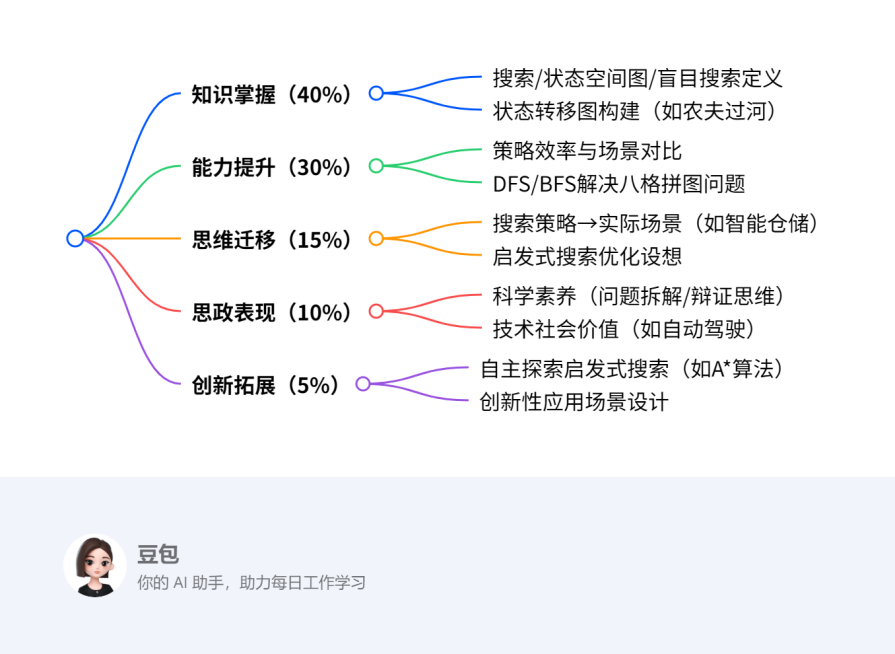 知识掌握（40%）
搜索/状态空间图/盲目搜索定义
状态转移图构建（如农夫过河）
能力提升（30%）
策略效率与场景对比
DFS/BFS解决八格拼图问题
思维迁移（15%）
搜索策略→实际场景（如智能仓储）
启发式搜索优化设想
思政表现（10%）
科学素养（问题拆解/辩证思维）
技术社会价值（如自动驾驶）
创新拓展（5%）
自主探索启发式搜索（如A*算法）
创新性应用场景设计
豆包
你的 AI 助手，助力每日工作学习